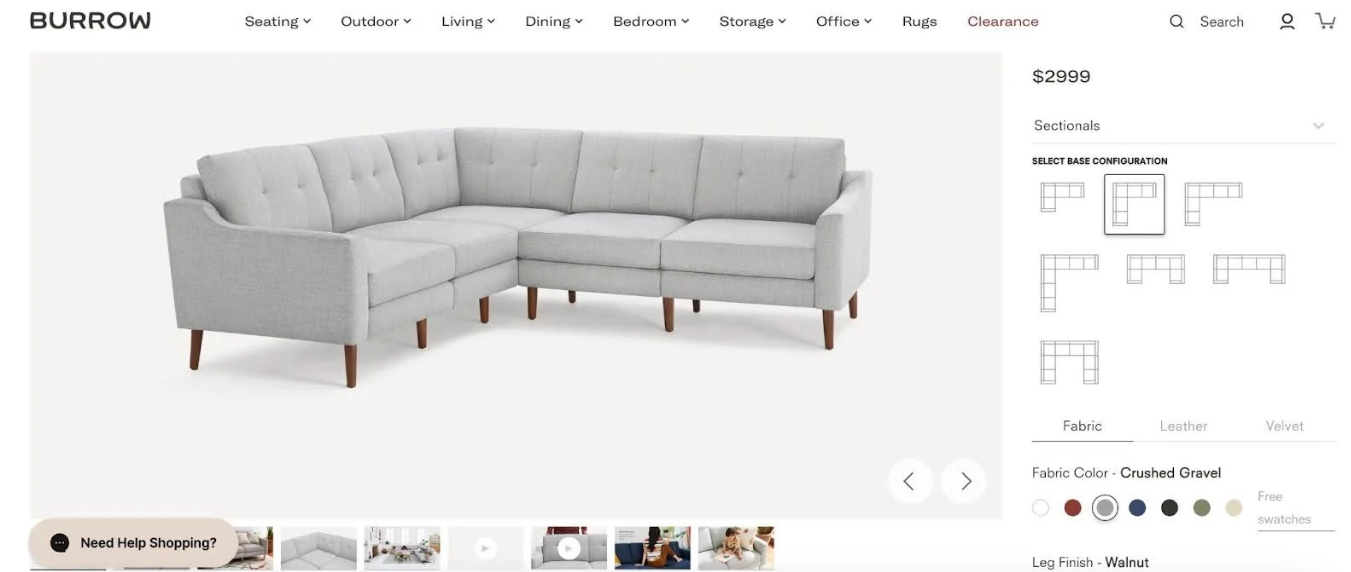 BURROW
Seating Outdoor Living Dining Bedroom Storage Office Rugs Clearance Search
$2999
Sectionals
SELECT BASE CONFIGURATION
Fabric Leather Velvet
Fabric Color - Crushed Gravel
Free
swatches
Need Help Shopping?
Leg Finish - Walnut